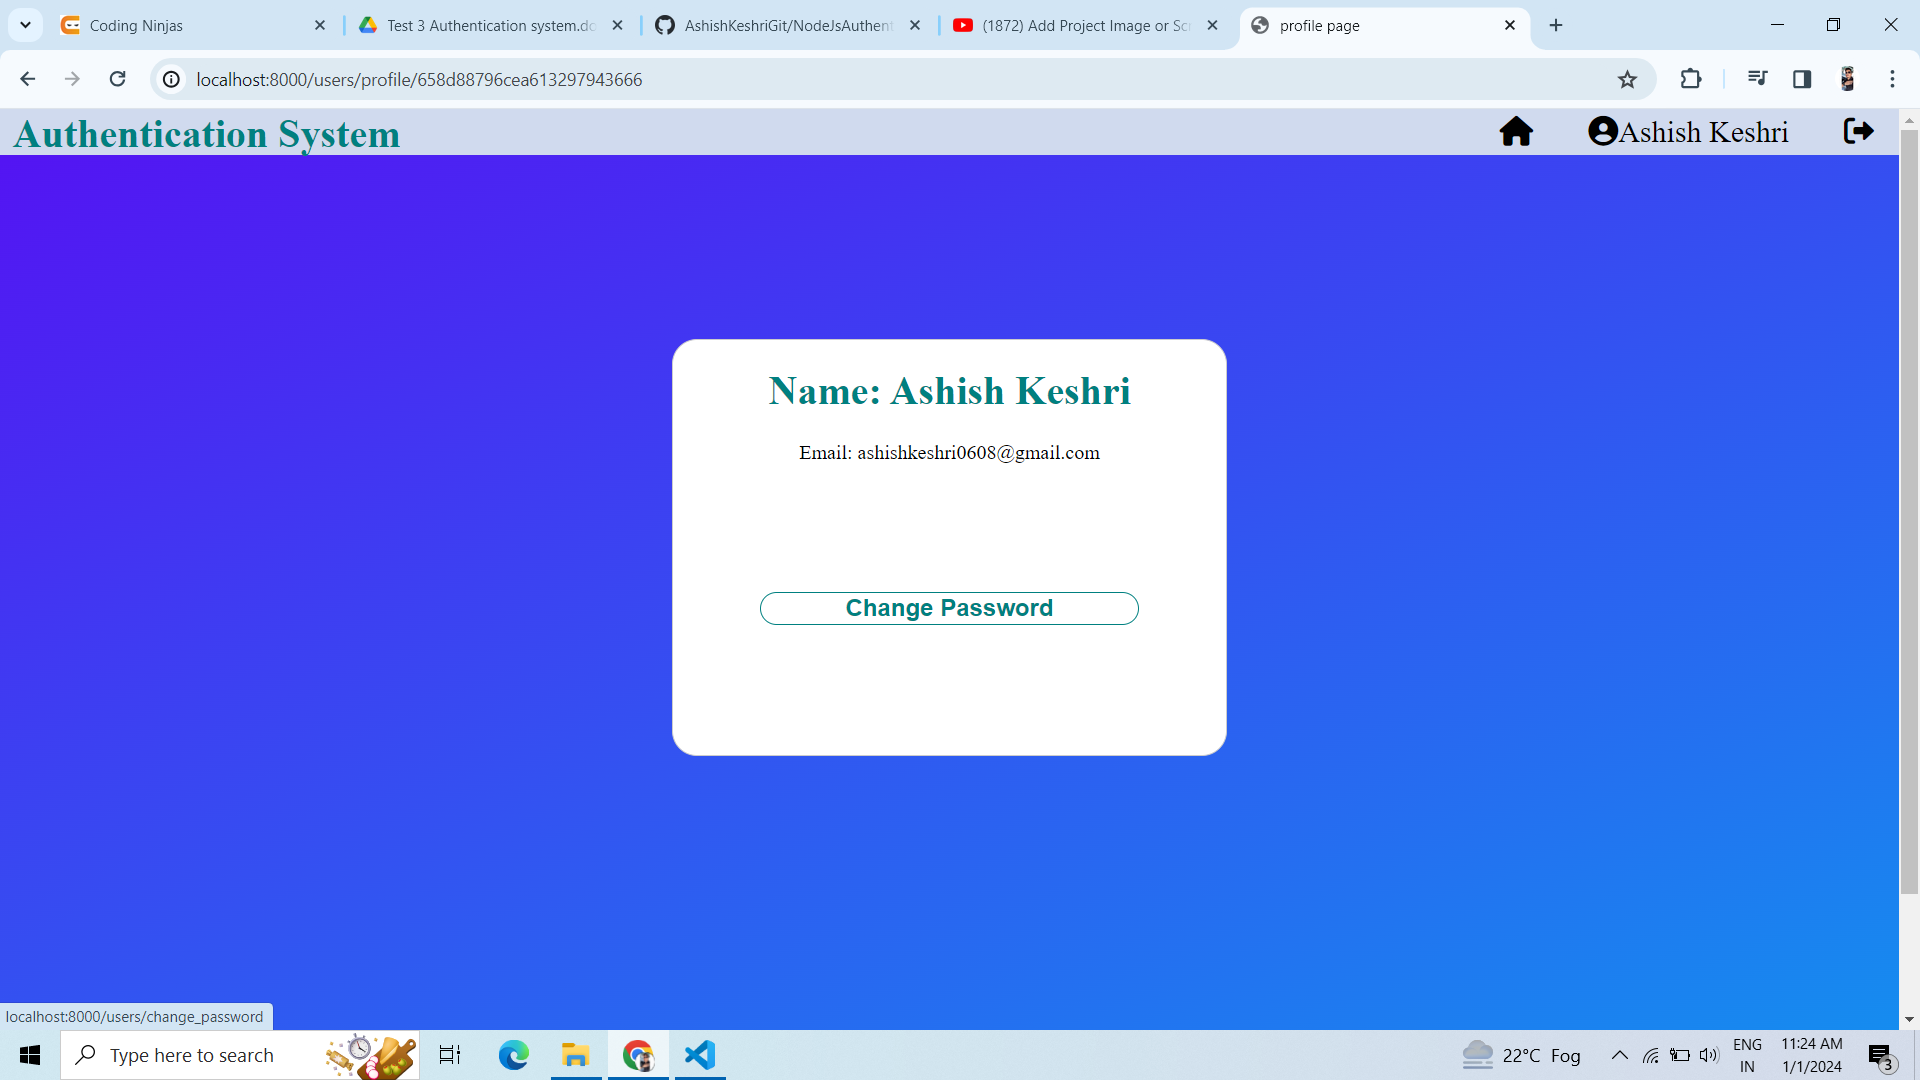 Coding Ninjas
Test 3 Authentication system.do
AshishKeshriGit/NodeJsAuthent
(1872) Add Project Image or Scr
profile page
localhost:8000/users/profile/658d88796cea613297943666
Authentication System
Ashish Keshri
Name: Ashish Keshri
Email: ashishkeshri0608@gmail.com
Change Password
localhost:8000/users/change_password
Type here to search
22°C Fog
ENG
IN
11:24 AM
1/1/2024
3